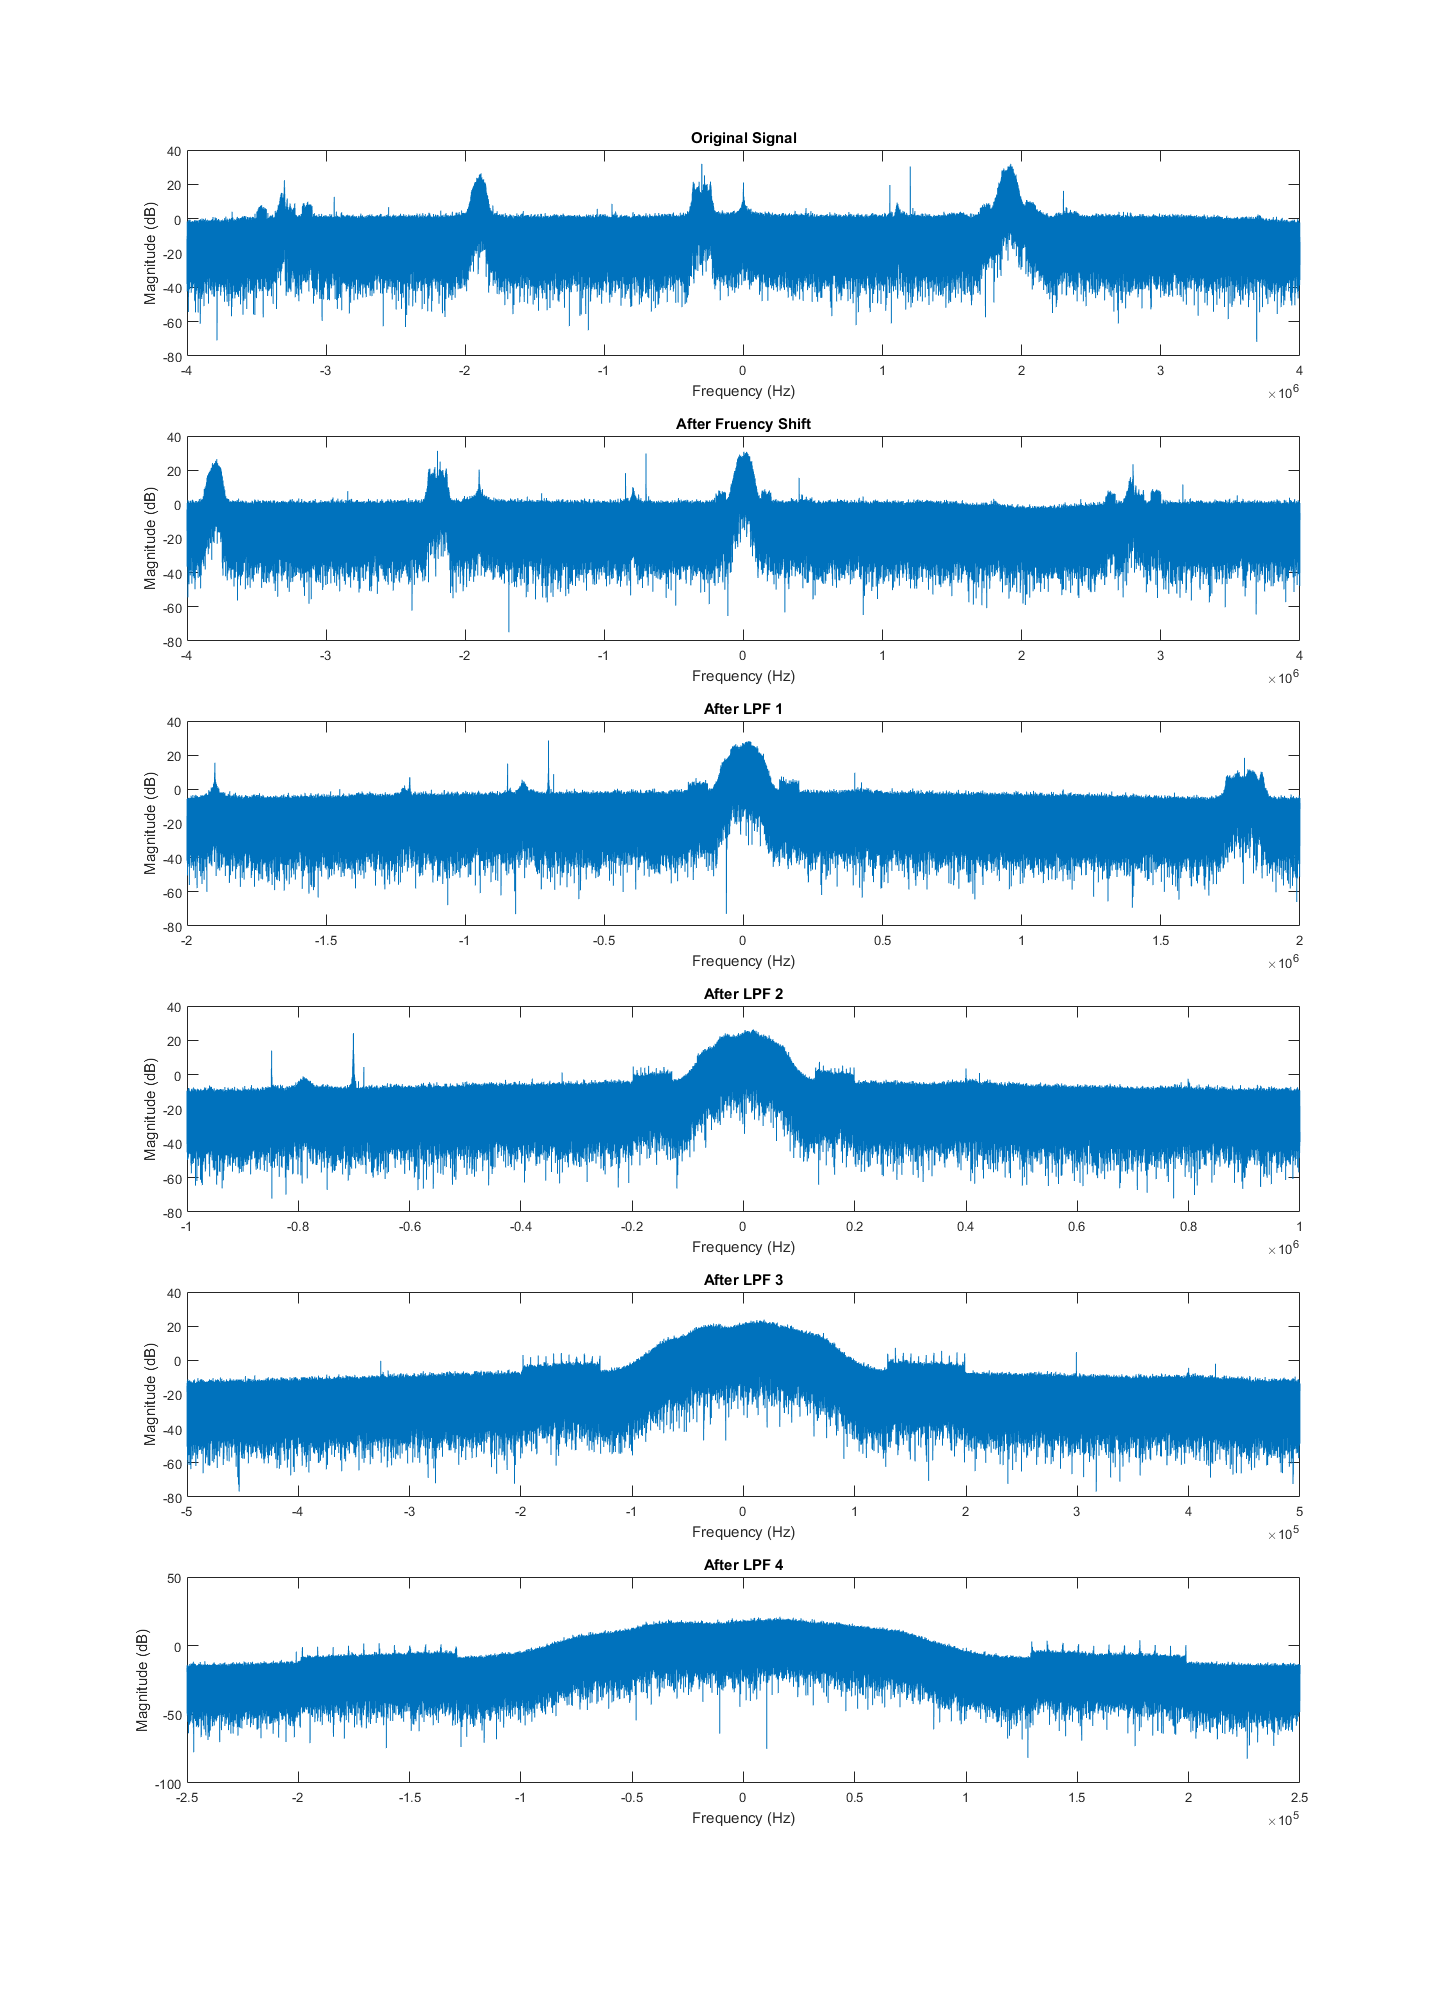 Original Signal
40
20
0
-20
-40
-60
-80
Magnitude (dB)
-4 -3 -2 -1 0 1 2 3 4
Frequency (Hz)
×10^6
After Fruency Shift
40
20
0
-20
-40
-60
-80
Magnitude (dB)
-4 -3 -2 -1 0 1 2 3 4
Frequency (Hz)
×10^6
After LPF 1
40
20
0
-20
-40
-60
-80
Magnitude (dB)
-2 -1.5 -1 -0.5 0 0.5 1 1.5 2
Frequency (Hz)
×10^6
After LPF 2
40
20
0
-20
-40
-60
-80
Magnitude (dB)
-1 -0.8 -0.6 -0.4 -0.2 0 0.2 0.4 0.6 0.8 1
Frequency (Hz)
×10^6
After LPF 3
40
20
0
-20
-40
-60
-80
Magnitude (dB)
-5 -4 -3 -2 -1 0 1 2 3 4 5
Frequency (Hz)
×10^5
After LPF 4
50
0
-50
-100
Magnitude (dB)
-2.5 -2 -1.5 -1 -0.5 0 0.5 1 1.5 2 2.5
Frequency (Hz)
×10^5